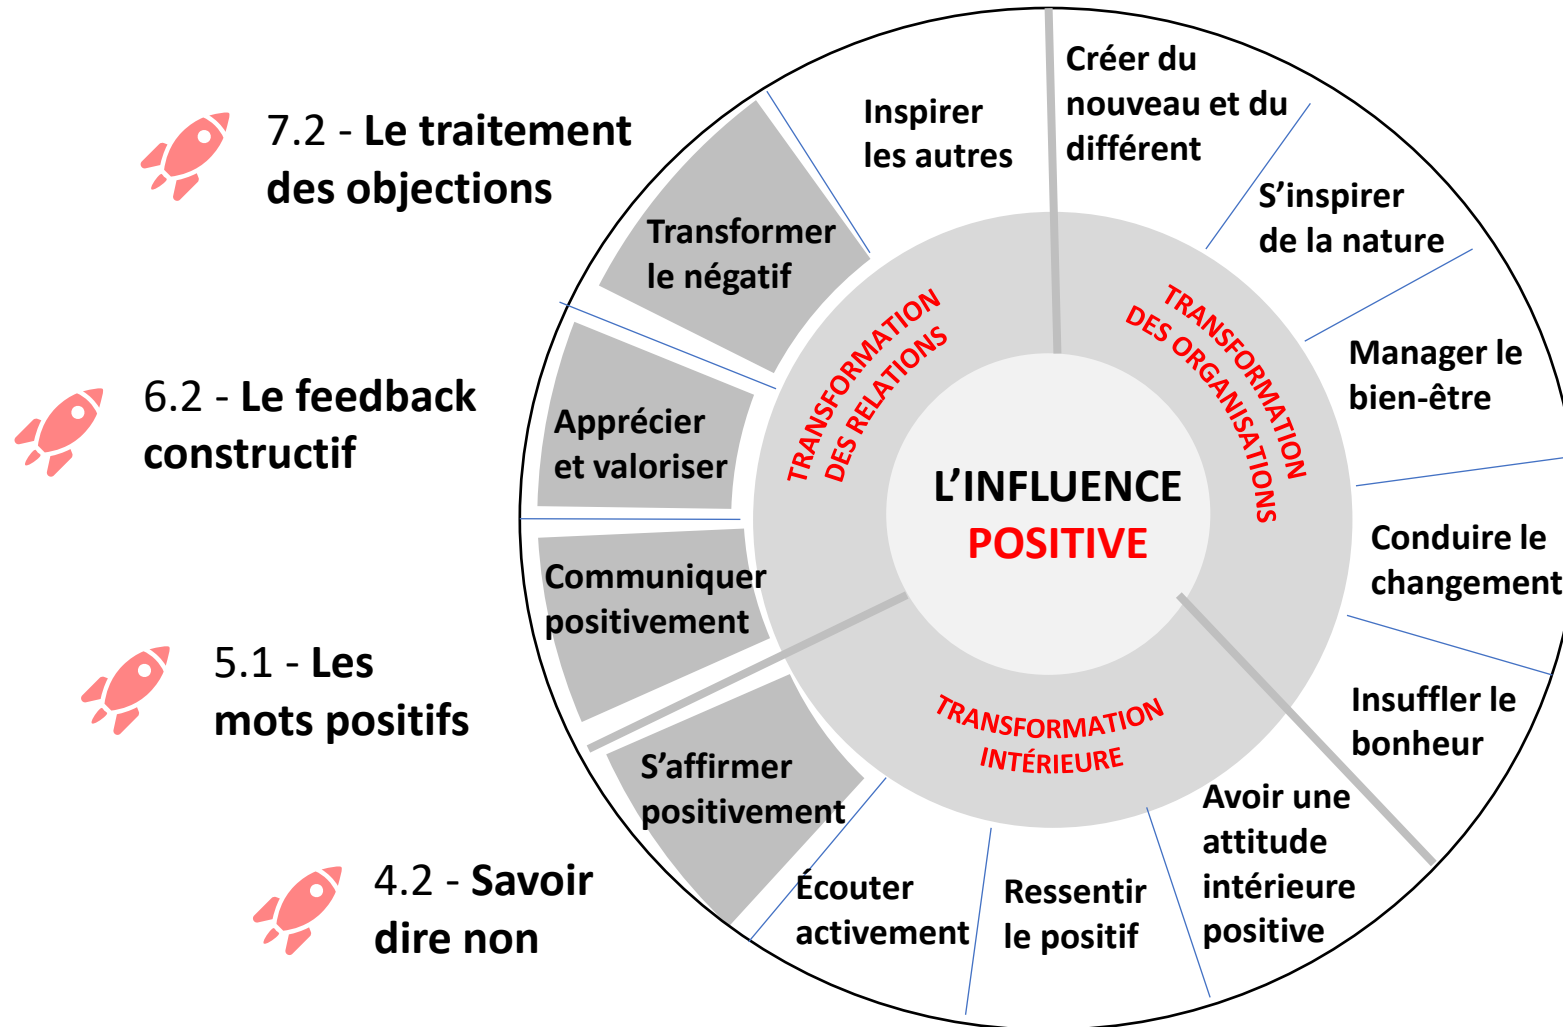 7.2 - Le traitement
des objections
6.2 - Le feedback
constructif
5.1 - Les
mots positifs
4.2 - Savoir
dire non
Inspirer
les autres
Transformer
le négatif
Apprécier
et valoriser
Communiquer
positivement
S’affirmer
positivement
Écouter
activement
Ressentir
le positif
Avoir une
attitude
intérieure
positive
Insuffler le
bonheur
Conduire le
changement
Manager le
bien-être
S’inspirer
de la nature
Créer du
nouveau et du
différent
TRANSFORMATION
DES RELATIONS
TRANSFORMATION
DES ORGANISATIONS
TRANSFORMATION
INTÉRIEURE
L’INFLUENCE
POSITIVE